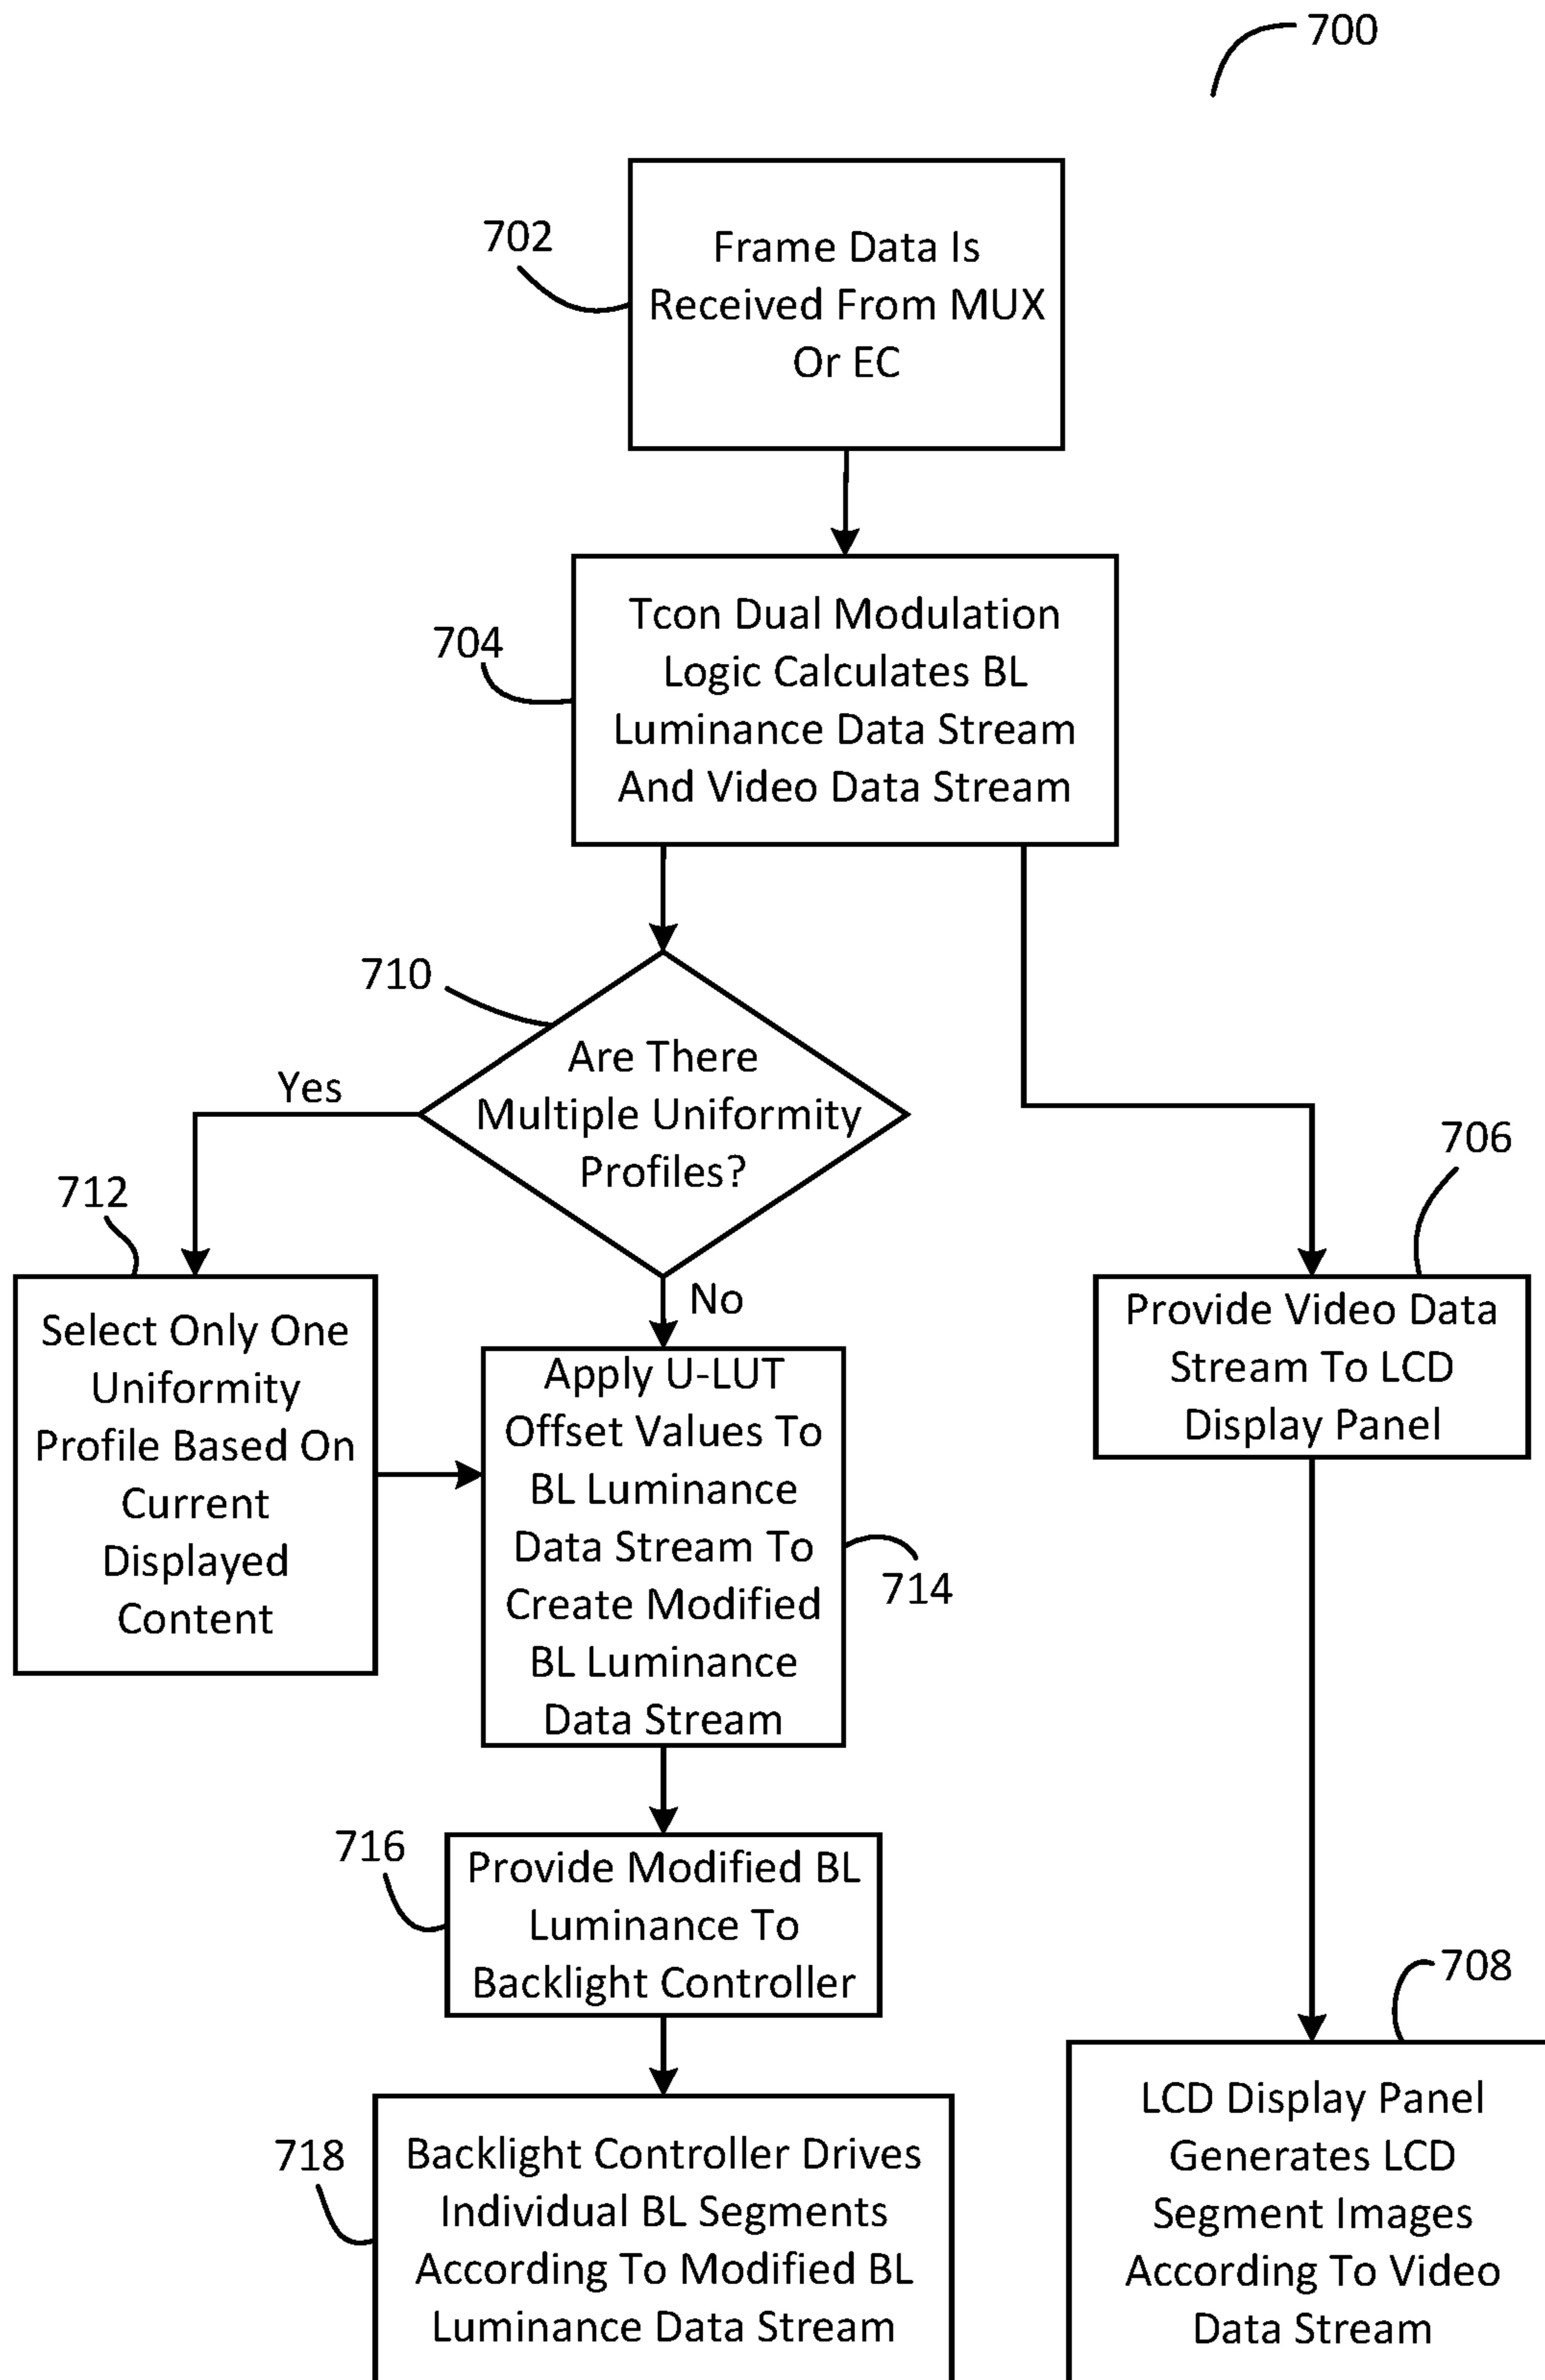 700
702
Frame Data Is
Received From MUX
Or EC
704
Tcon Dual Modulation
Logic Calculates BL
Luminance Data Stream
And Video Data Stream
710
Are There
Multiple Uniformity
Profiles?
Yes
No
712
Select Only One
Uniformity
Profile Based On
Current
Displayed
Content
Apply U-LUT
Offset Values To
BL Luminance
Data Stream To
Create Modified
BL Luminance
Data Stream
714
706
Provide Video Data
Stream To LCD
Display Panel
716
Provide Modified BL
Luminance To
Backlight Controller
718
Backlight Controller Drives
Individual BL Segments
According To Modified BL
Luminance Data Stream
708
LCD Display Panel
Generates LCD
Segment Images
According To Video
Data Stream